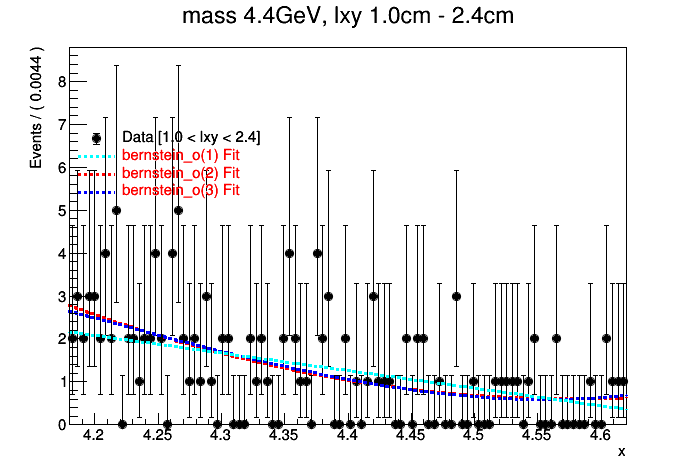 mass 4.4GeV, lxy 1.0cm - 2.4cm
Events / ( 0.0044 )
8
7
Data [1.0 < lxy < 2.4]
bernstein_o(1) Fit
6
bernstein_o(2) Fit
bernstein_o(3) Fit
5
4
3
2
1
0
4.2 4.25 4.3 4.35 4.4 4.45 4.5 4.55 4.6
x